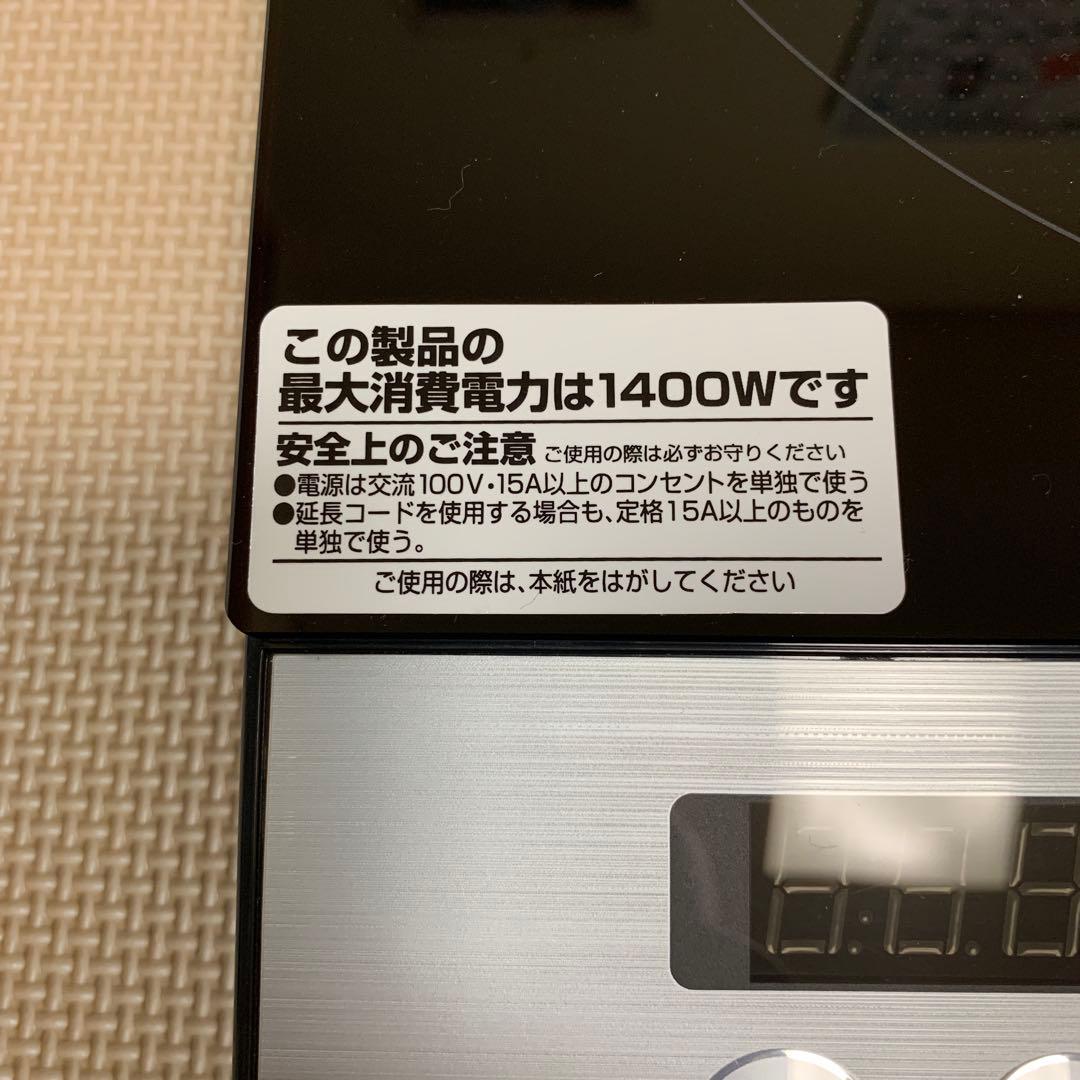 この製品の
最大消費電力は1400Wです
安全上のご注意 ご使用の際は必ずお守りください
●電源は交流100V・15A以上のコンセントを単独で使う
●延長コードを使用する場合も、定格15A以上のものを
単独で使う。
ご使用の際は、本紙をはがしてください